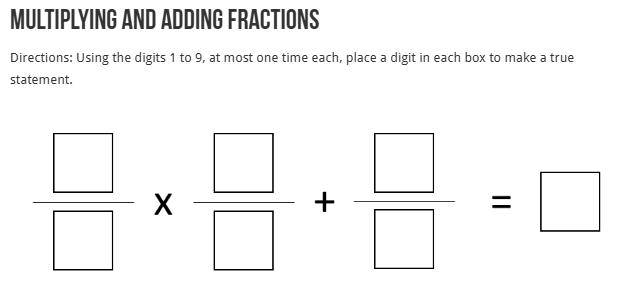 MULTIPLYING AND ADDING FRACTIONS
Directions: Using the digits 1 to 9, at most one time each, place a digit in each box to make a true
statement.
x + =